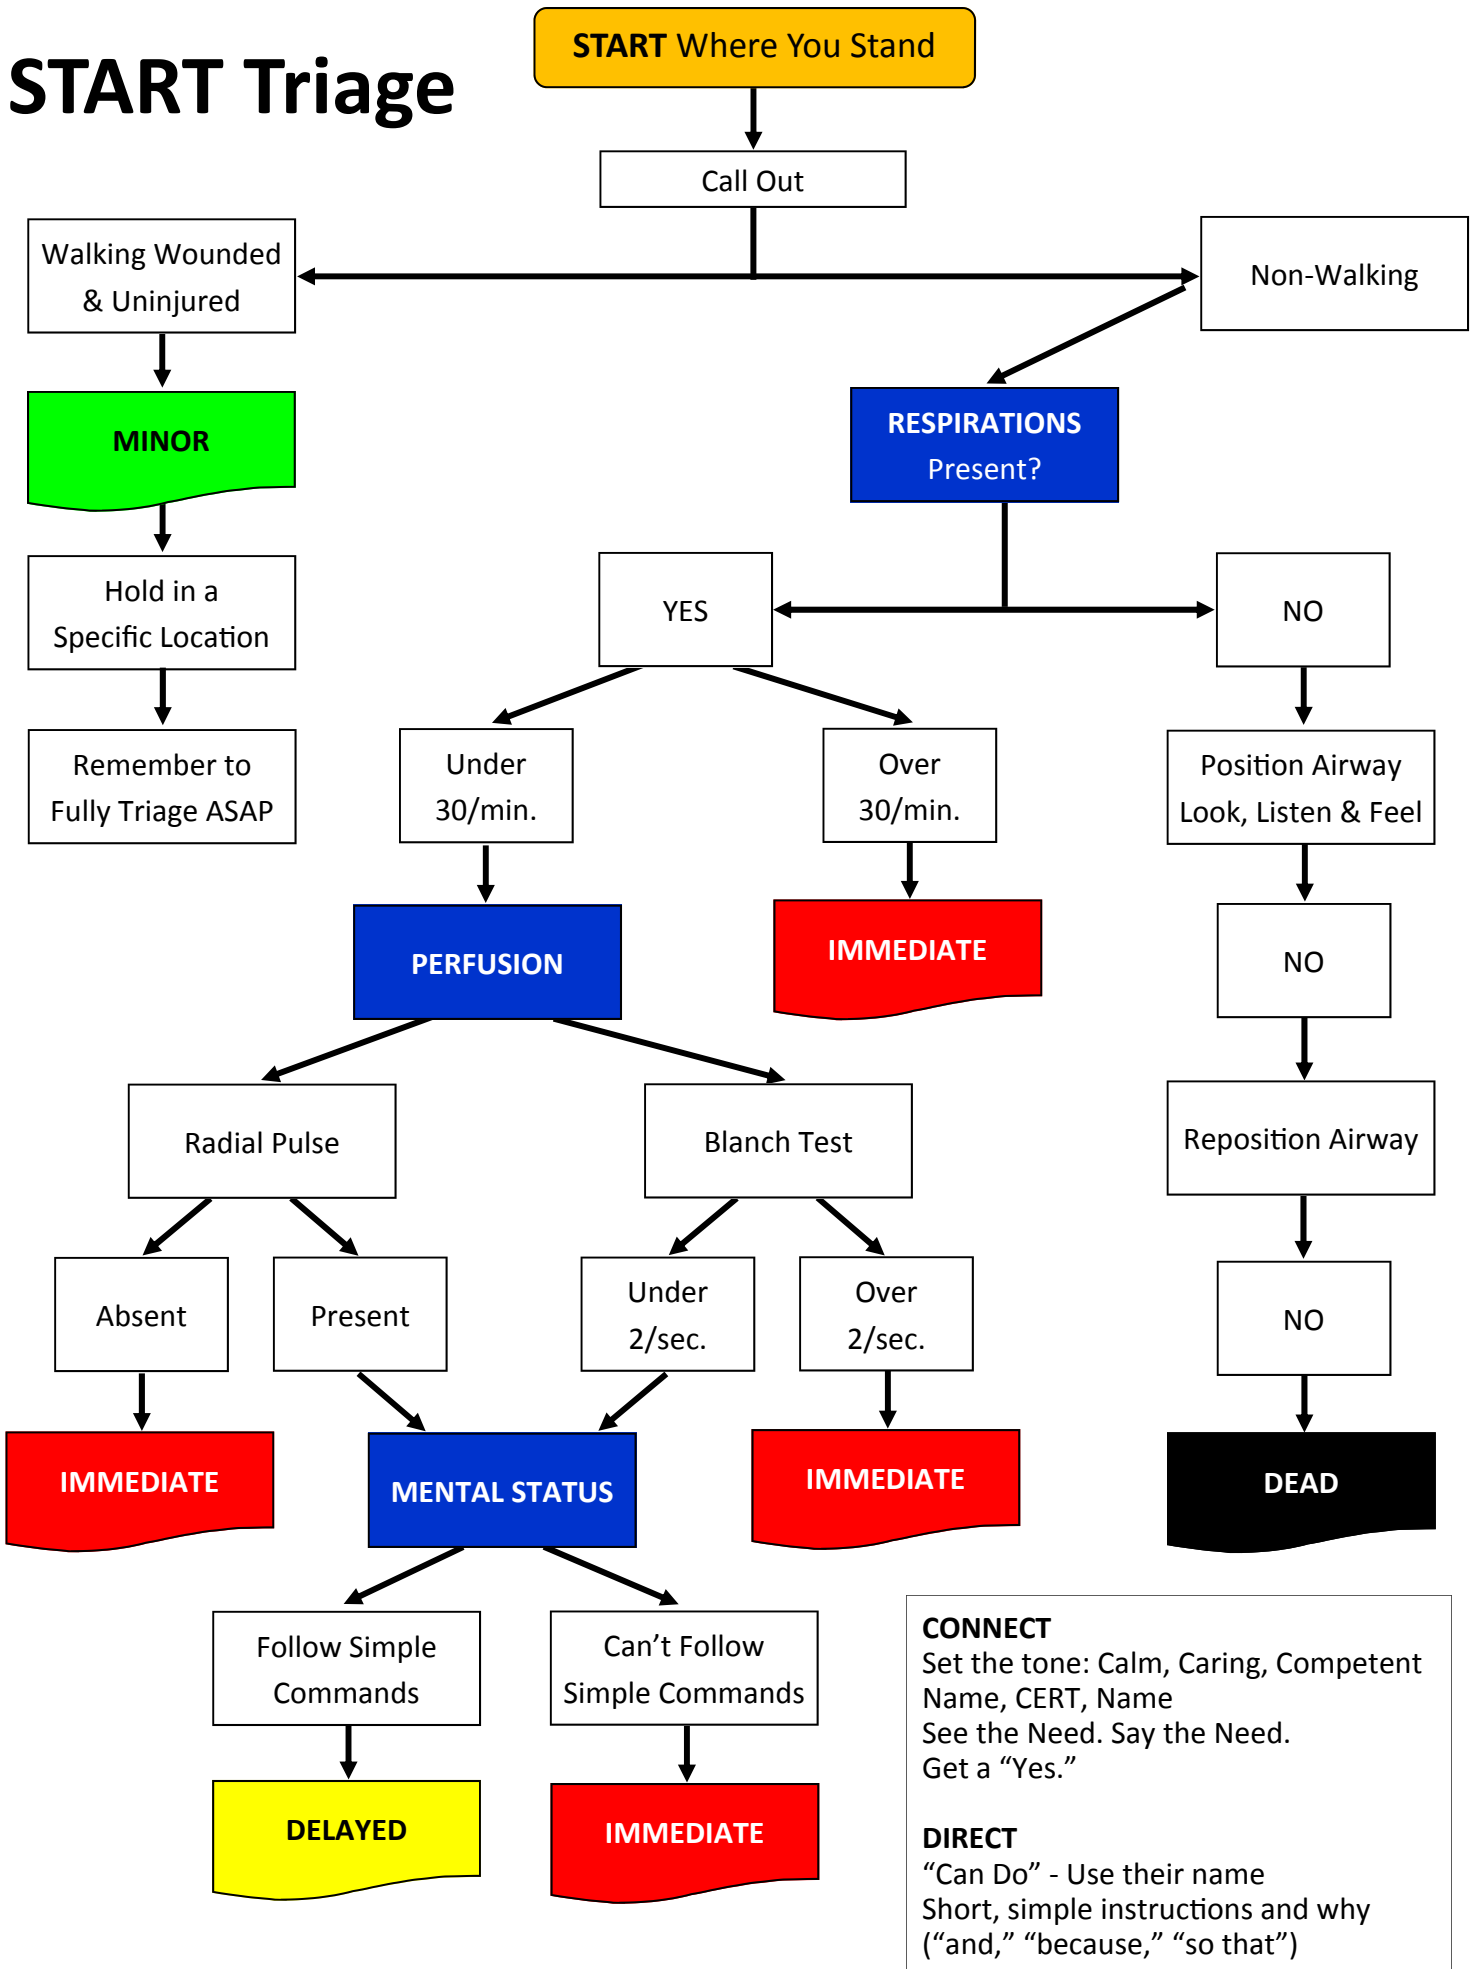 START Triage
START Where You Stand
Call Out
Walking Wounded
& Uninjured
Non-Walking
MINOR
RESPIRATIONS
Present?
Hold in a
Specific Location
YES
NO
Remember to
Fully Triage ASAP
Under
30/min.
Over
30/min.
Position Airway
Look, Listen & Feel
PERFUSION
IMMEDIATE
NO
Radial Pulse
Blanch Test
Reposition Airway
Absent
Present
Under
2/sec.
Over
2/sec.
NO
IMMEDIATE
MENTAL STATUS
IMMEDIATE
DEAD
Follow Simple
Commands
Can’t Follow
Simple Commands
DELAYED
IMMEDIATE
CONNECT
Set the tone: Calm, Caring, Competent
Name, CERT, Name
See the Need. Say the Need.
Get a “Yes.”
DIRECT
“Can Do” - Use their name
Short, simple instructions and why
(“and,” “because,” “so that”)